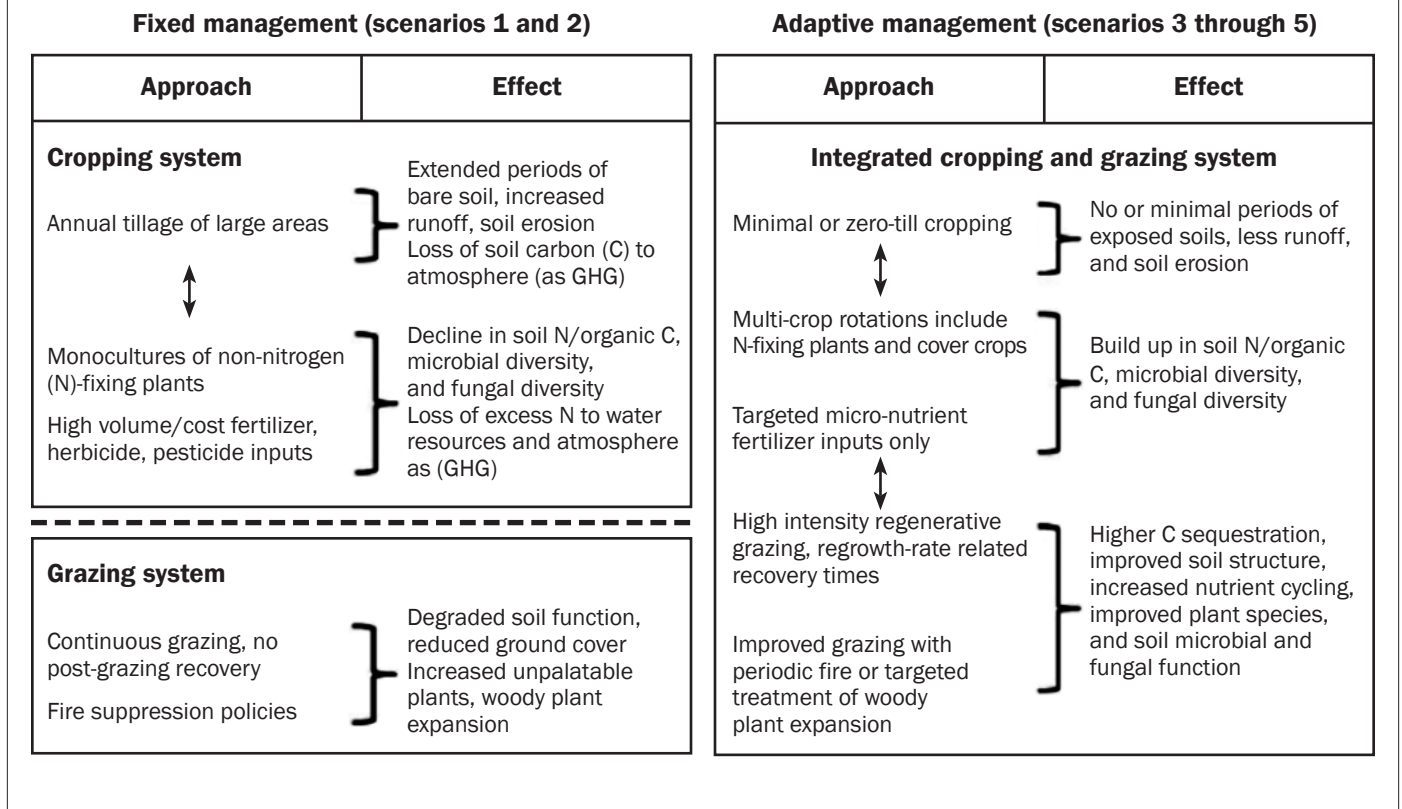 Fixed management (scenarios 1 and 2)
Approach
Effect
Cropping system
Annual tillage of large areas
Extended periods of
bare soil, increased
runoff, soil erosion
Loss of soil carbon (C) to
atmosphere (as GHG)
Monocultures of non-nitrogen
(N)-fixing plants
High volume/cost fertilizer,
herbicide, pesticide inputs
Decline in soil N/organic C,
microbial diversity,
and fungal diversity
Loss of excess N to water
resources and atmosphere
as (GHG)
Grazing system
Continuous grazing, no
post-grazing recovery
Fire suppression policies
Degraded soil function,
reduced ground cover
Increased unpalatable
plants, woody plant
expansion
Adaptive management (scenarios 3 through 5)
Approach
Effect
Integrated cropping and grazing system
Minimal or zero-till cropping
No or minimal periods of
exposed soils, less runoff,
and soil erosion
Multi-crop rotations include
N-fixing plants and cover crops
Targeted micro-nutrient
fertilizer inputs only
Build up in soil N/organic
C, microbial diversity,
and fungal diversity
High intensity regenerative
grazing, regrowth-rate related
recovery times
Improved grazing with
periodic fire or targeted
treatment of woody
plant expansion
Higher C sequestration,
improved soil structure,
increased nutrient cycling,
improved plant species,
and soil microbial and
fungal function